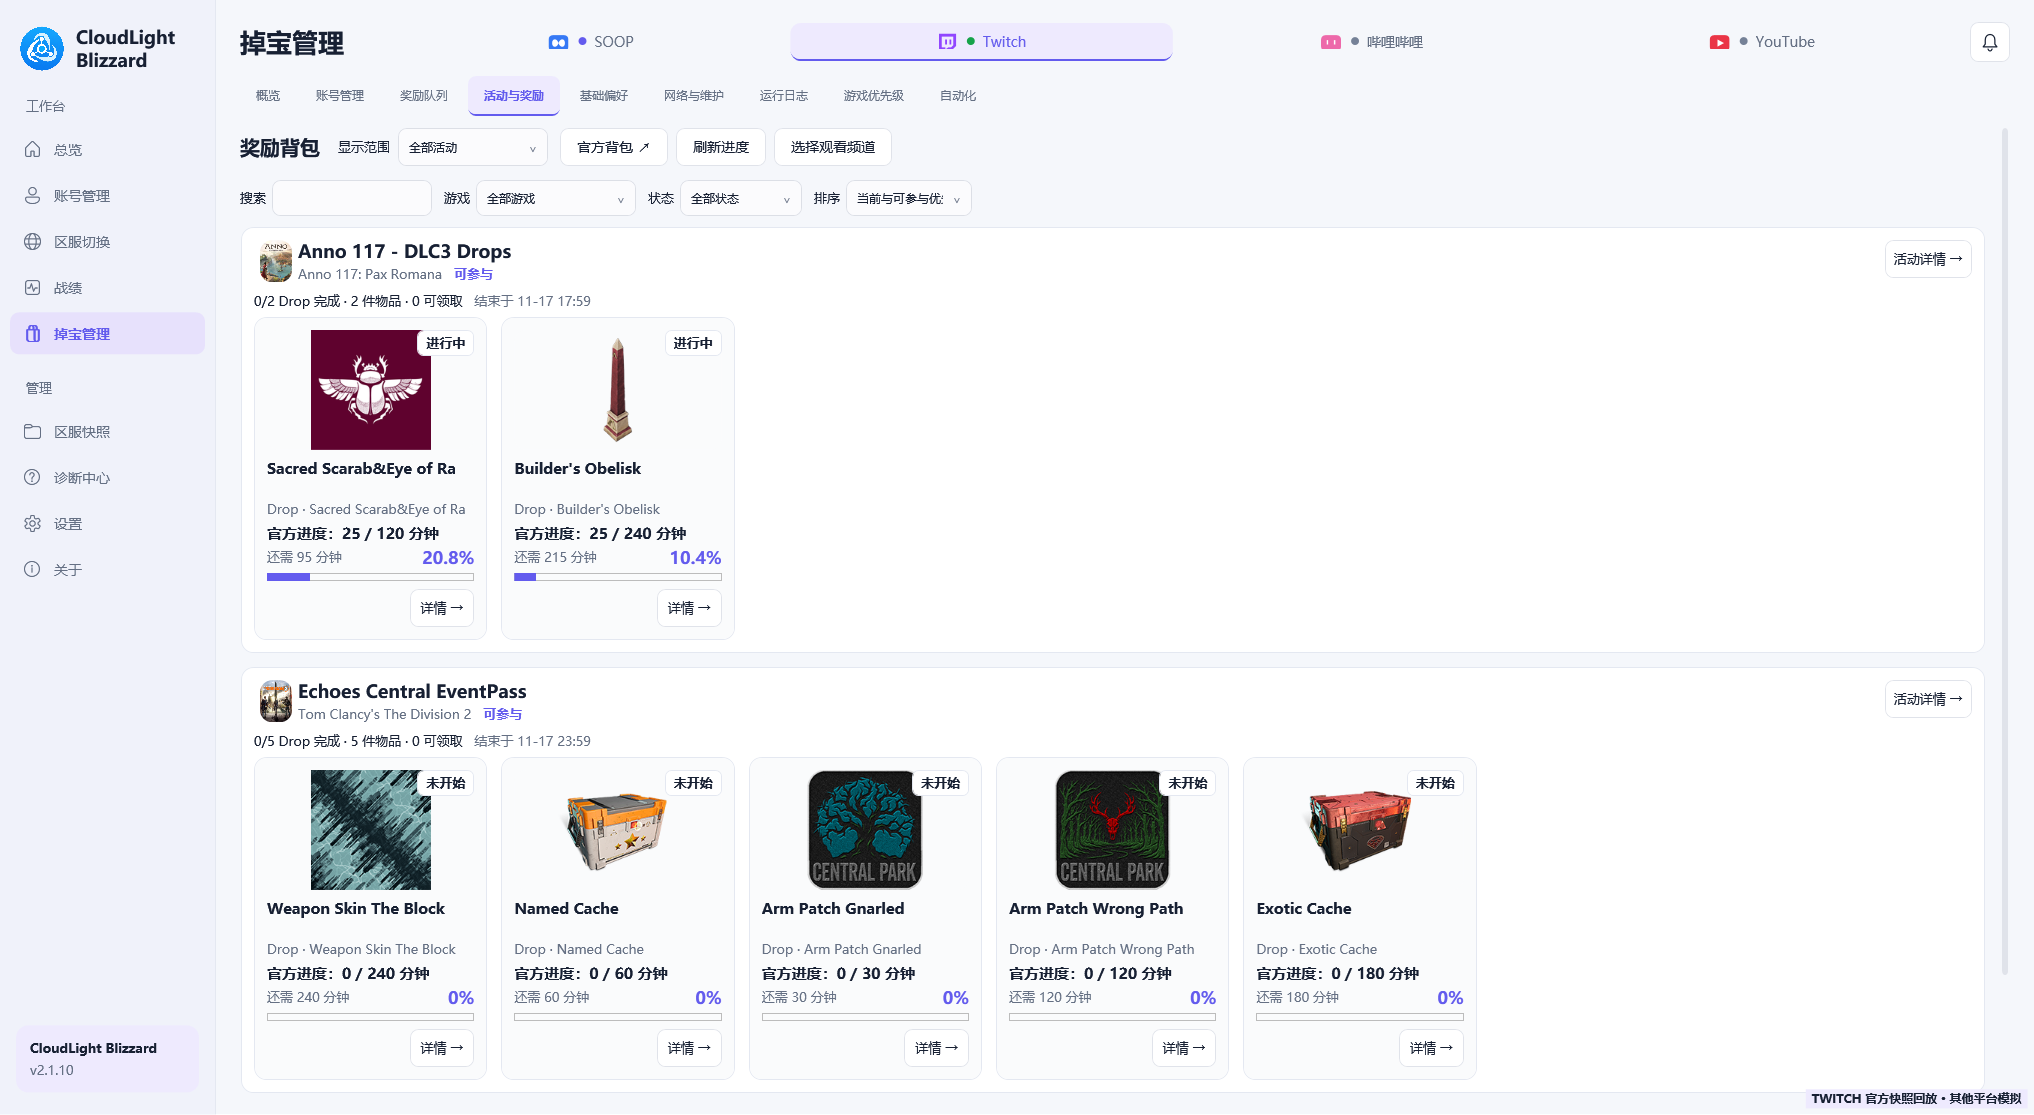 CloudLight
Blizzard
工作台
总览
账号管理
区服切换
战绩
掉宝管理
管理
区服快照
诊断中心
设置
关于
CloudLight Blizzard
v2.1.10
掉宝管理
SOOP
Twitch
哔哩哔哩
YouTube
概览
账号管理
奖励队列
活动与奖励
基础偏好
网络与维护
运行日志
游戏优先级
自动化
奖励背包 显示范围 全部活动 官方背包 ↗ 刷新进度 选择观看频道
搜索 游戏 全部游戏 状态 全部状态 排序 当前与可参与优
Anno 117 - DLC3 Drops
Anno 117: Pax Romana 可参与
活动详情 →
0/2 Drop 完成 · 2 件物品 · 0 可领取 结束于 11-17 17:59
进行中
Sacred Scarab&Eye of Ra
Drop · Sacred Scarab&Eye of Ra
官方进度：25 / 120 分钟
还需 95 分钟 20.8%
详情 →
进行中
Builder's Obelisk
Drop · Builder's Obelisk
官方进度：25 / 240 分钟
还需 215 分钟 10.4%
详情 →
Echoes Central EventPass
Tom Clancy's The Division 2 可参与
活动详情 →
0/5 Drop 完成 · 5 件物品 · 0 可领取 结束于 11-17 23:59
未开始
Weapon Skin The Block
Drop · Weapon Skin The Block
官方进度：0 / 240 分钟
还需 240 分钟 0%
详情 →
未开始
Named Cache
Drop · Named Cache
官方进度：0 / 60 分钟
还需 60 分钟 0%
详情 →
未开始
CENTRAL PARK
Arm Patch Gnarled
Drop · Arm Patch Gnarled
官方进度：0 / 30 分钟
还需 30 分钟 0%
详情 →
未开始
CENTRAL PARK
Arm Patch Wrong Path
Drop · Arm Patch Wrong Path
官方进度：0 / 120 分钟
还需 120 分钟 0%
详情 →
未开始
Exotic Cache
Drop · Exotic Cache
官方进度：0 / 180 分钟
还需 180 分钟 0%
详情 →
TWITCH 官方快照回放 • 其他平台模拟